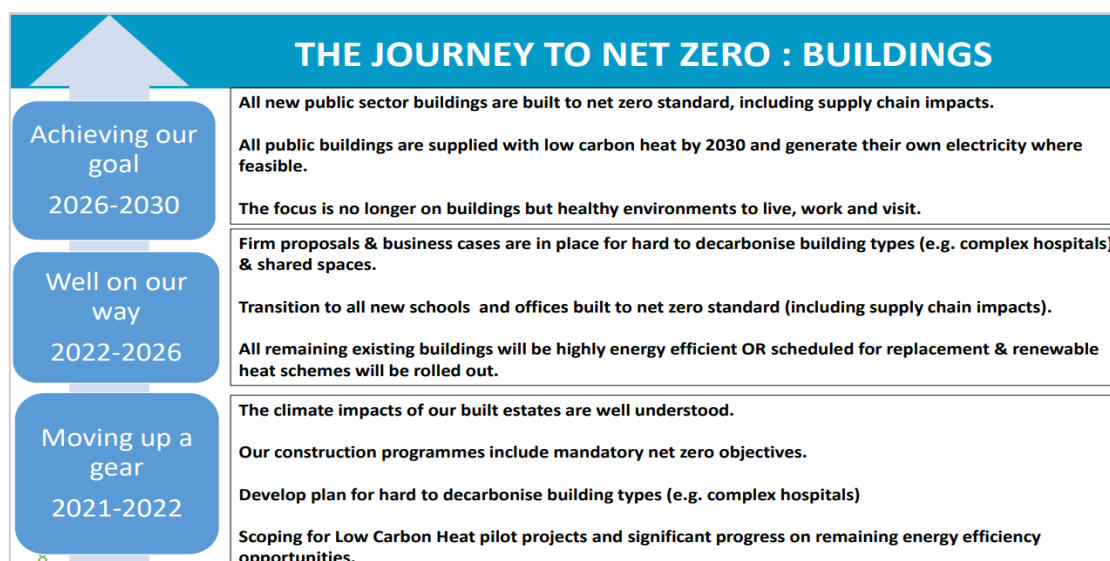 THE JOURNEY TO NET ZERO : BUILDINGS
Achieving our
goal
2026-2030
All new public sector buildings are built to net zero standard, including supply chain impacts.
All public buildings are supplied with low carbon heat by 2030 and generate their own electricity where
feasible.
The focus is no longer on buildings but healthy environments to live, work and visit.
Well on our
way
2022-2026
Firm proposals & business cases are in place for hard to decarbonise building types (e.g. complex hospitals)
& shared spaces.
Transition to all new schools and offices built to net zero standard (including supply chain impacts).
All remaining existing buildings will be highly energy efficient OR scheduled for replacement & renewable
heat schemes will be rolled out.
Moving up a
gear
2021-2022
The climate impacts of our built estates are well understood.
Our construction programmes include mandatory net zero objectives.
Develop plan for hard to decarbonise building types (e.g. complex hospitals)
Scoping for Low Carbon Heat pilot projects and significant progress on remaining energy efficiency
opportunities.